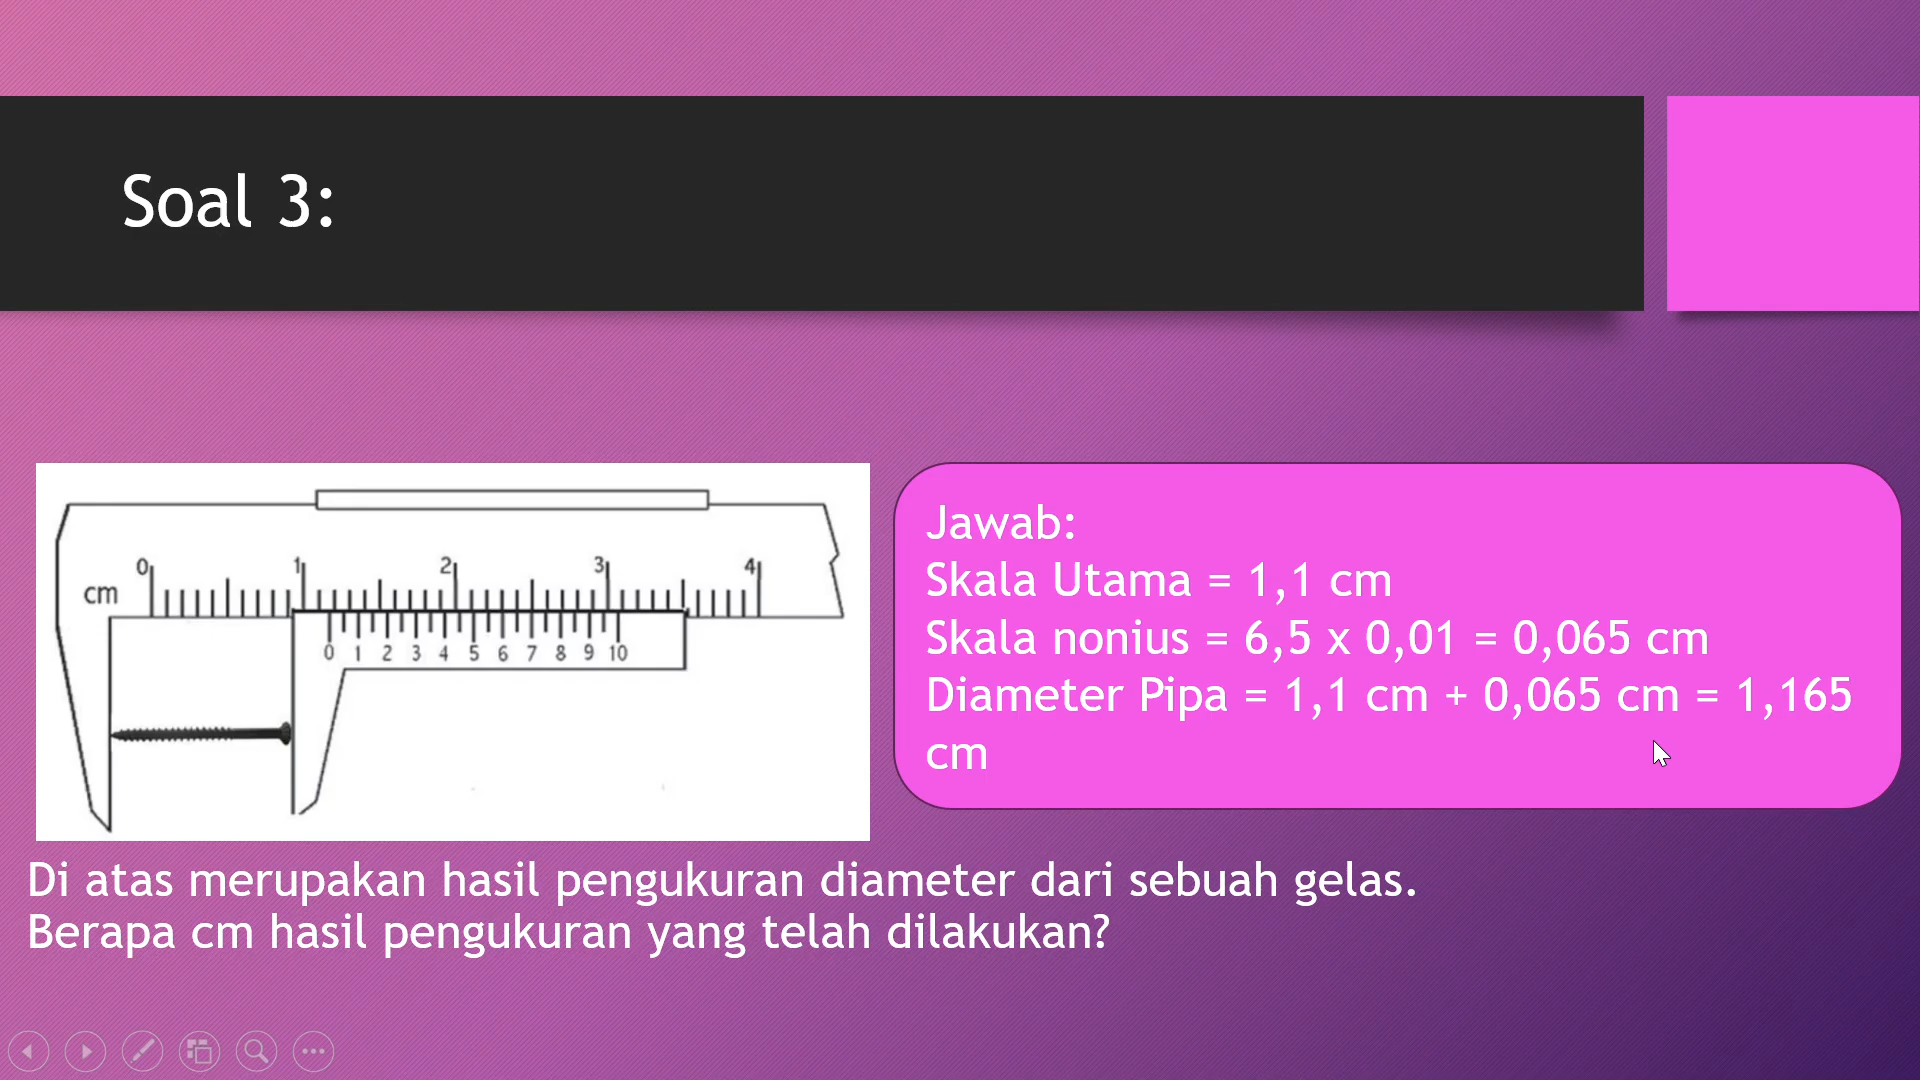 Soal 3:
0 1 2 3 4
cm
0 1 2 3 4 5 6 7 8 9 10
Jawab:
Skala Utama = 1,1 cm
Skala nonius = 6,5 x 0,01 = 0,065 cm
Diameter Pipa = 1,1 cm + 0,065 cm = 1,165
cm
Di atas merupakan hasil pengukuran diameter dari sebuah gelas.
Berapa cm hasil pengukuran yang telah dilakukan?